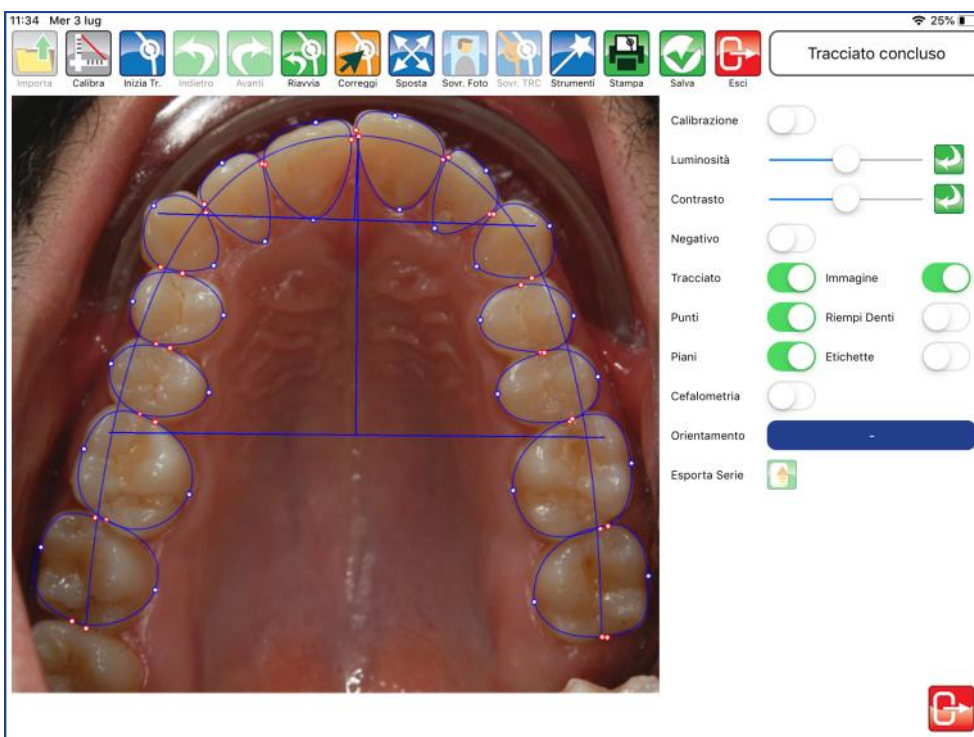 11:34 Mer 3 lug
25%
Importa Calibra Inizia Tr. Indietro Avanti Riavvia Correggi Sposta Sovr. Foto Sovr. TRC Strumenti Stampa Salva Esci
Tracciato concluso
Calibrazione
Luminosità
Contrasto
Negativo
Tracciato Immagine
Punti Riempi Denti
Piani Etichette
Cefalometria
Orientamento -
Esporta Serie